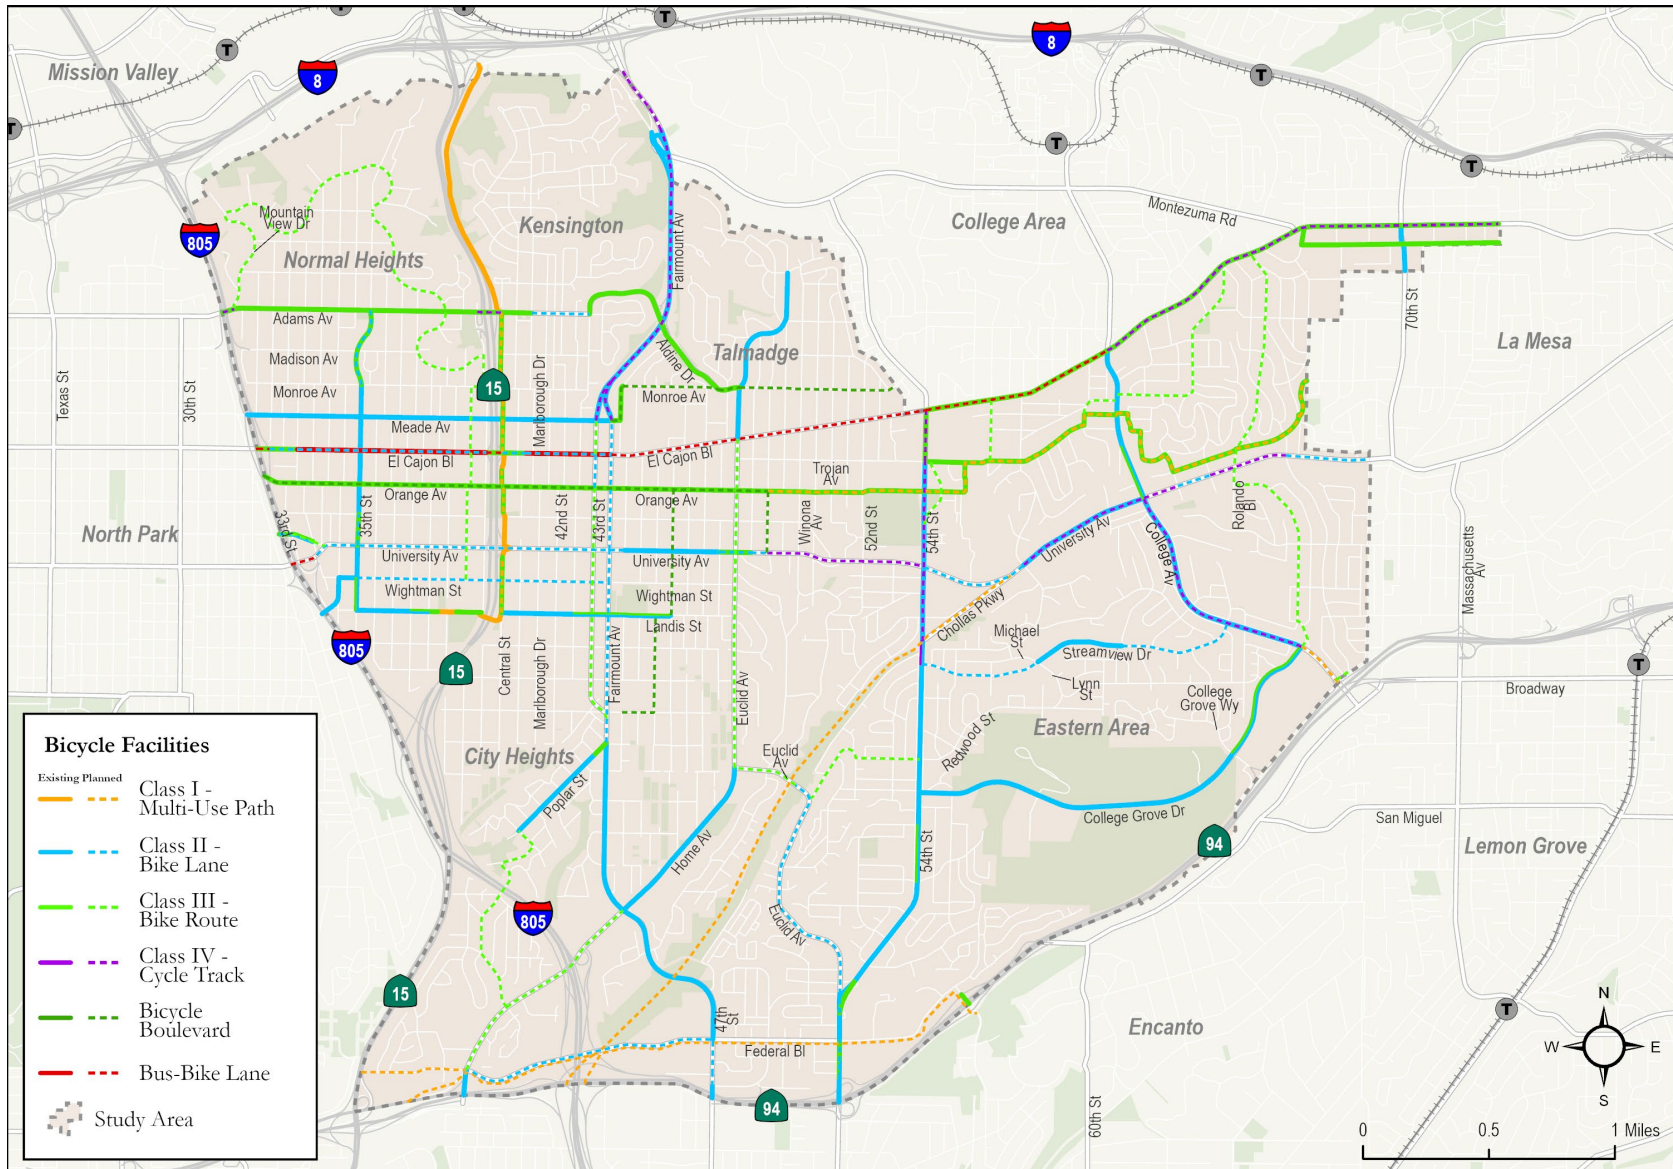 T
T
8
Mission Valley
8
T
T
T
Mountain
View Dr
Kensington
College Area
Montezuma Rd
805
Normal Heights
Fairmount Av
Adams Av
Madison Av
Monroe Av
Texas St
30th St
15
Marlborough Dr
Aldine Dr
Talmadge
Monroe Av
70th St
La Mesa
Meade Av
El Cajon Bl
El Cajon Bl
Trojan
Av
Orange Av
Orange Av
North Park
33rd St
35th St
42nd St
43rd St
Winona
Av
52nd St
54th St
Rolando
Bl
University Av
University Av
University Av
College Av
Massachusetts
Av
Wightman St
Wightman St
Landis St
Chollas Pkwy
Michael
St
Streamview Dr
805
15
Central St
Marlborough Dr
Fairmount Av
Euclid Av
Lynn
St
College
Grove Wy
T
Broadway
Redwood St
Eastern Area
City Heights
Euclid
Av
Poplar St
College Grove Dr
San Miguel
Home Av
54th St
94
Lemon Grove
805
Euclid Av
15
47th
St
Federal Bl
Encanto
T
94
60th St
Bicycle Facilities
Existing Planned
Class I -
Multi-Use Path
Class II -
Bike Lane
Class III -
Bike Route
Class IV -
Cycle Track
Bicycle
Boulevard
Bus-Bike Lane
Study Area
N
W
E
S
0
0.5
1 Miles